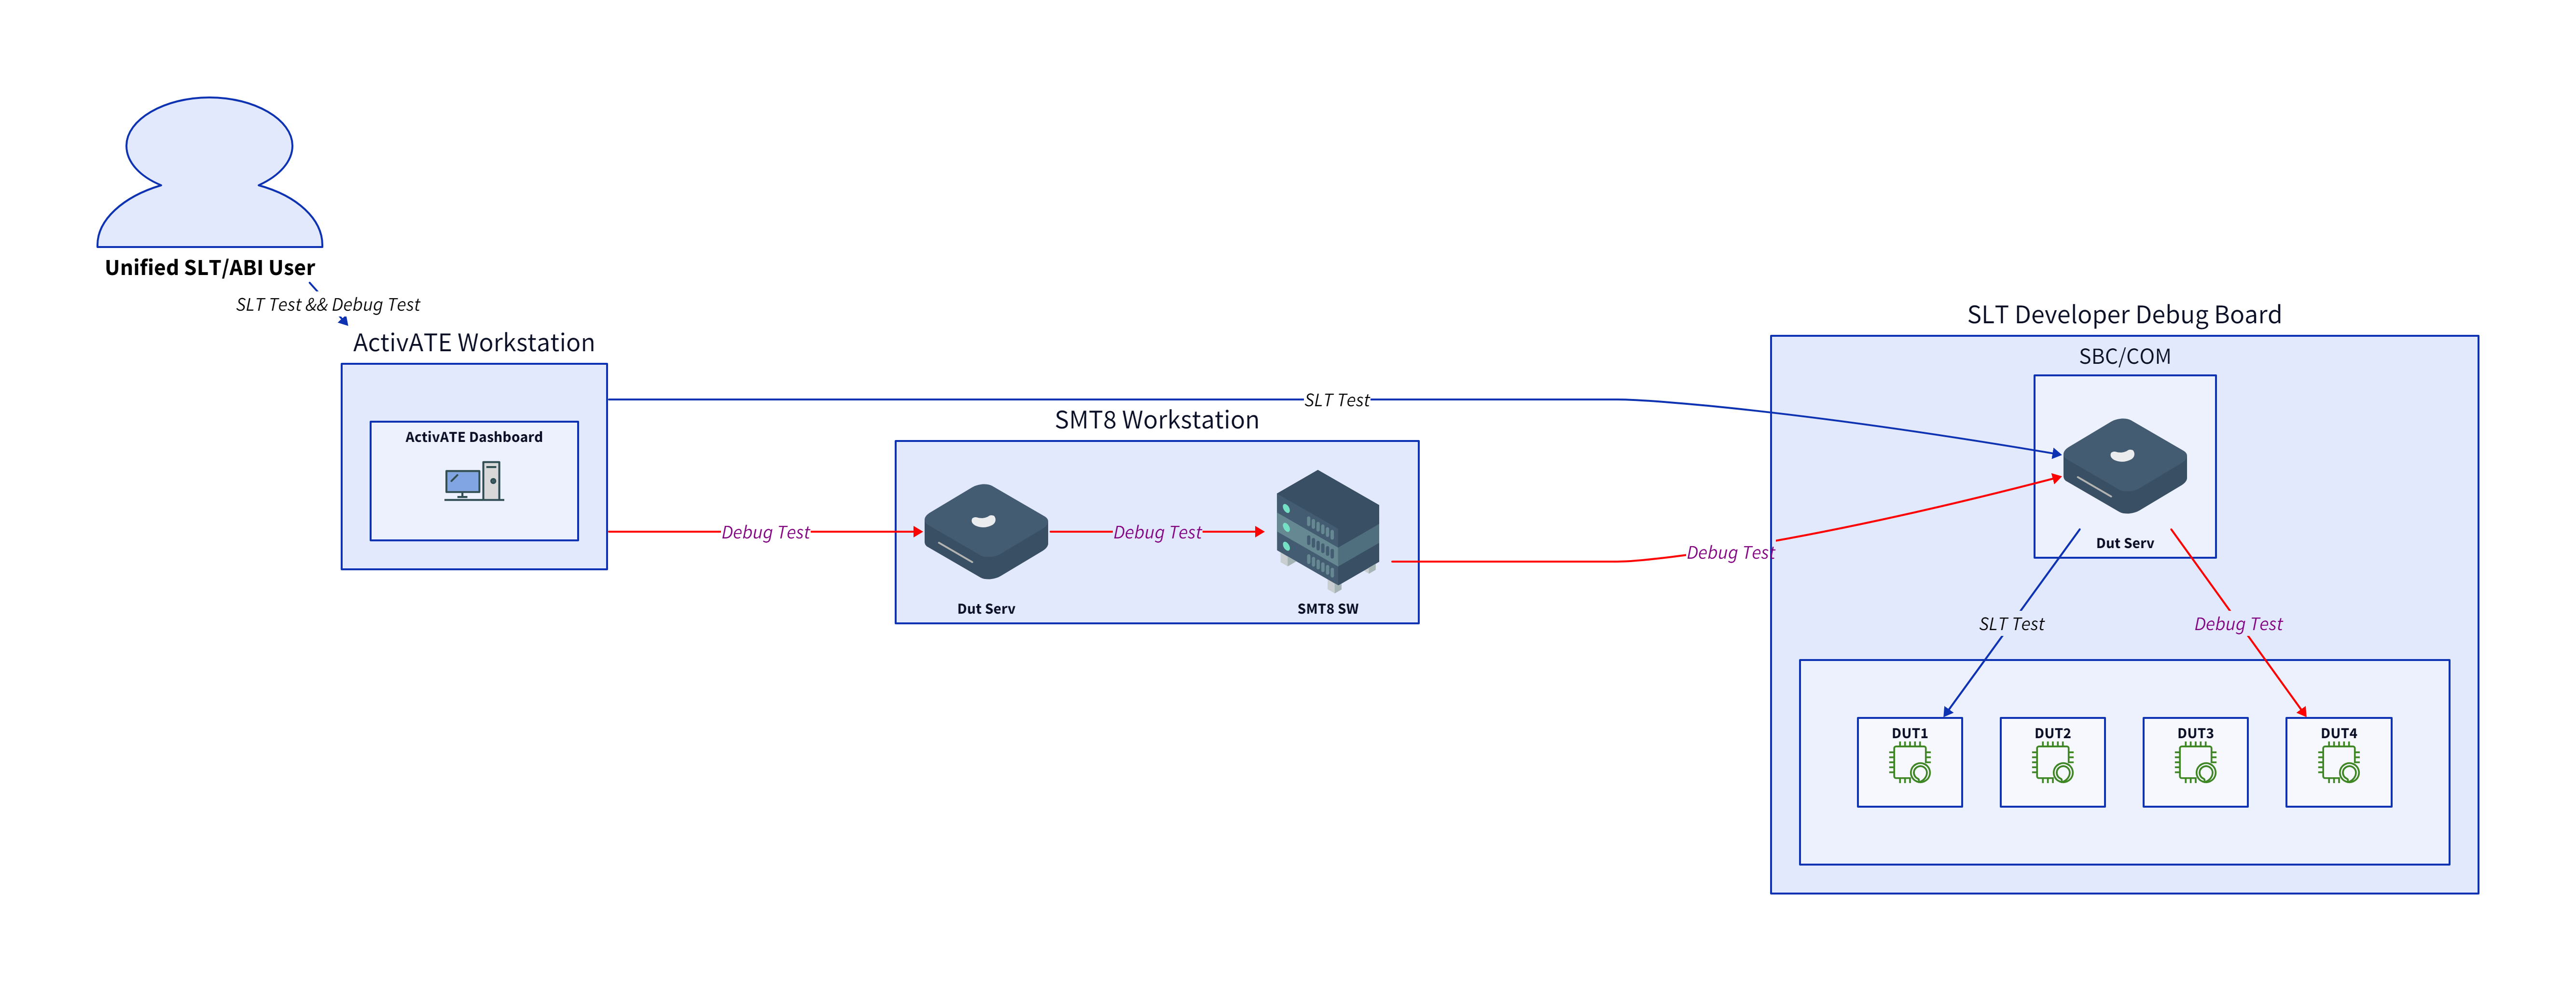 Unified SLT/ABI User
SLT Test && Debug Test
ActivATE Workstation
ActivATE Dashboard
SLT Test
Debug Test
SMT8 Workstation
Dut Serv
Debug Test
SMT8 SW
Debug Test
SLT Developer Debug Board
SBC/COM
Dut Serv
SLT Test
Debug Test
DUT1
DUT2
DUT3
DUT4